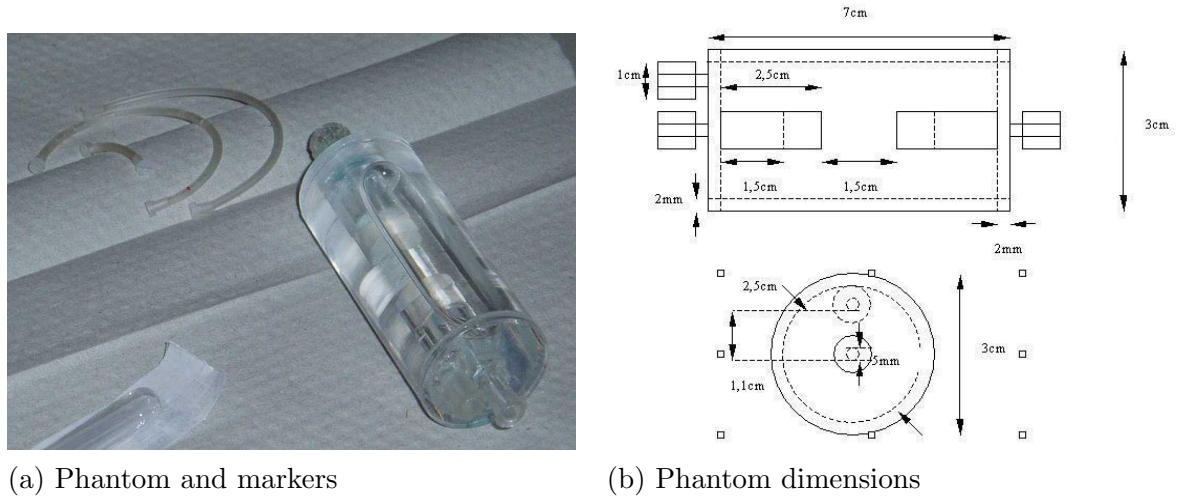 7cm
1cm
2,5cm
3cm
1,5cm
1,5cm
2mm
2mm
2,5cm
5mm
3cm
1,1cm
(a) Phantom and markers
(b) Phantom dimensions